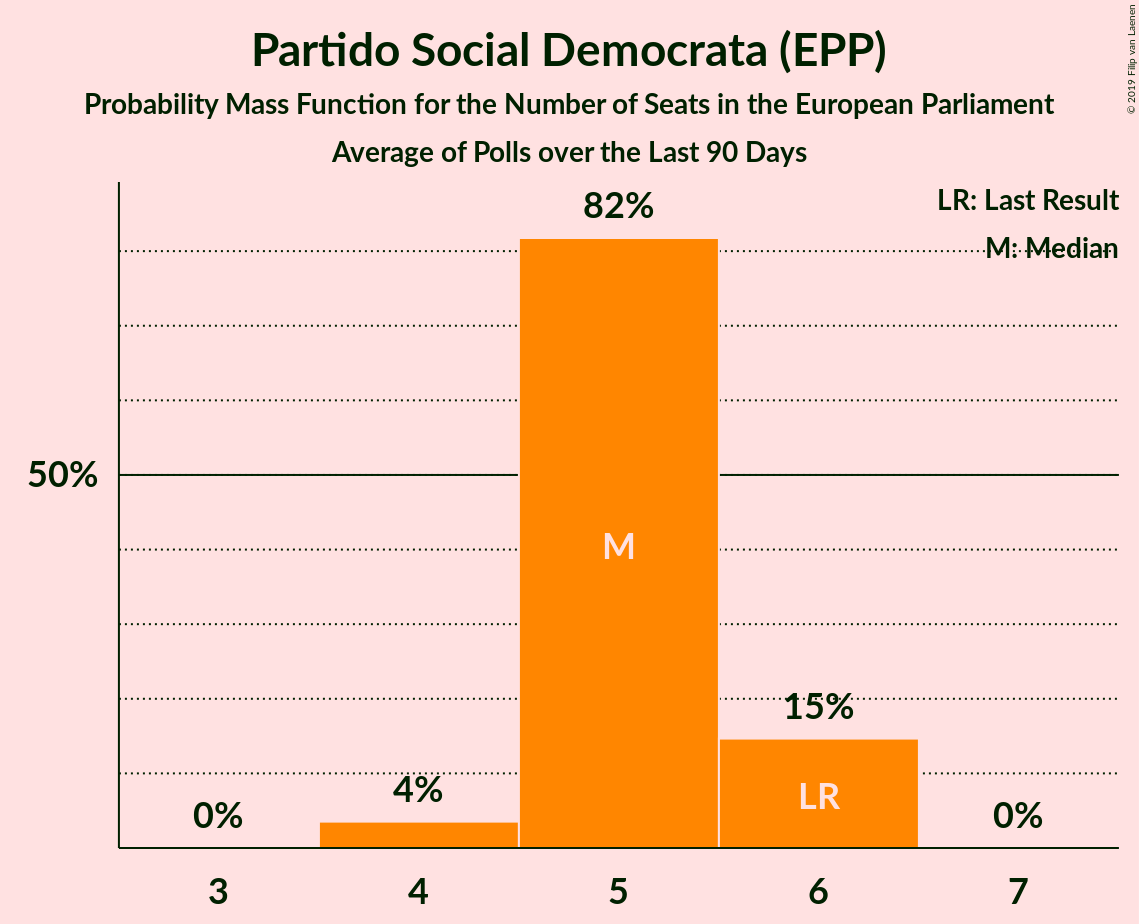 Partido Social Democrata (EPP)
Probability Mass Function for the Number of Seats in the European Parliament
Average of Polls over the Last 90 Days
© 2019 Filip van Laenen
LR: Last Result
M: Median
82%
50%
M
15%
4%
LR
0%
0%
3
4
5
6
7